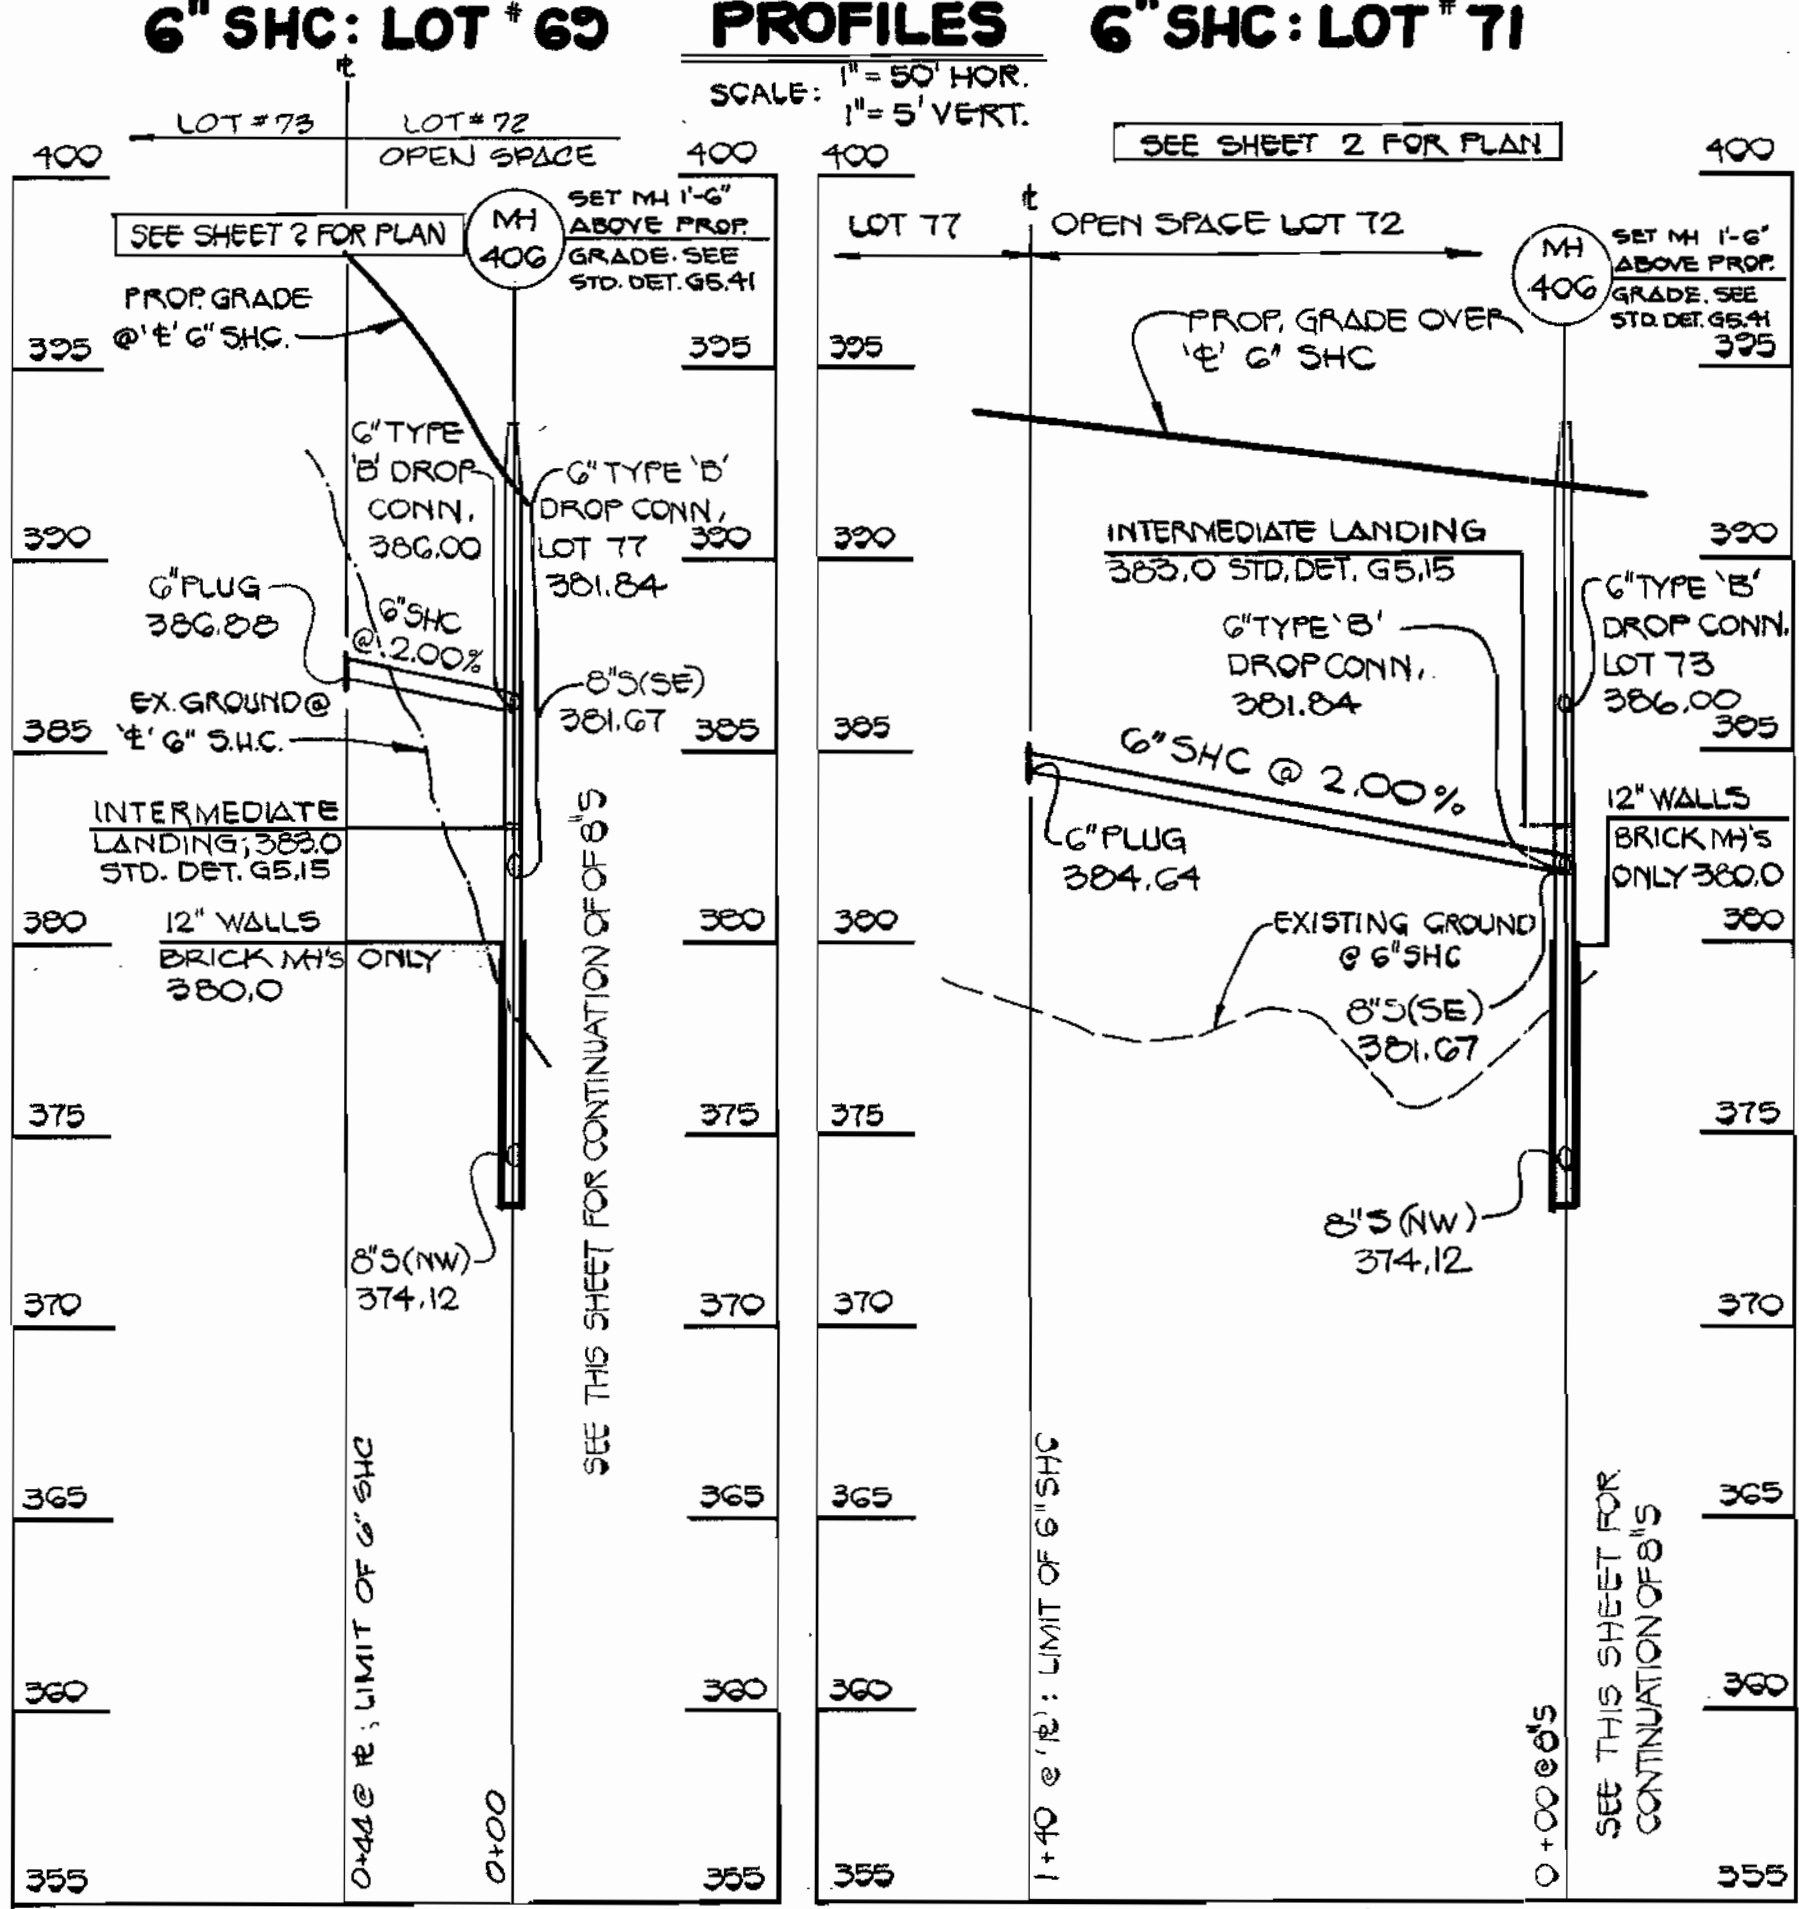 6" SHC: LOT # 69
PROFILES
6" SHC: LOT # 71
SCALE: 1" = 50' HOR.
1" = 5' VERT.
LOT # 73
LOT # 72
OPEN SPACE
400
395
390
385
380
375
370
365
360
355
SEE SHEET 2 FOR PLAN
MH
406
SET MH 1'-6"
ABOVE PROP.
GRADE. SEE
STD. DET. G5.41
PROP. GRADE
@ '℄' 6" S.H.C.
6" TYPE
'B' DROP
CONN.
386.00
6" TYPE 'B'
DROP CONN,
LOT 77
381.84
6" PLUG
386.88
6" SHC
@ 2.00%
EX. GROUND @
'℄' 6" S.H.C.
8"S(SE)
381.67
INTERMEDIATE
LANDING; 383.0
STD. DET. G5.15
12" WALLS
BRICK MH'S ONLY
380.0
8"S(NW)
374.12
SEE THIS SHEET FOR CONTINUATION OF OF 8"S
0+44 @ ⅊; LIMIT OF 6" SHC
0+00
400
395
390
385
380
375
370
365
360
355
400
395
390
385
380
375
370
365
360
355
SEE SHEET 2 FOR PLAN
LOT 77
OPEN SPACE LOT 72
MH
406
SET MH 1'-6"
ABOVE PROP.
GRADE. SEE
STD. DET. G5.41
PROP. GRADE OVER
'℄' 6" SHC
INTERMEDIATE LANDING
383.0 STD. DET. G5.15
6" TYPE 'B'
DROP CONN.
381.84
6" TYPE 'B'
DROP CONN.
LOT 73
386.00
6" SHC @ 2.00%
6" PLUG
384.64
12" WALLS
BRICK MH'S
ONLY 380.0
EXISTING GROUND
@ 6" SHC
8"S(SE)
381.67
8"S (NW)
374.12
1+40 @ '⅊': LIMIT OF 6" SHC
0+00 @ 8"S
SEE THIS SHEET FOR
CONTINUATION OF 8"S
400
395
390
385
380
375
370
365
360
355